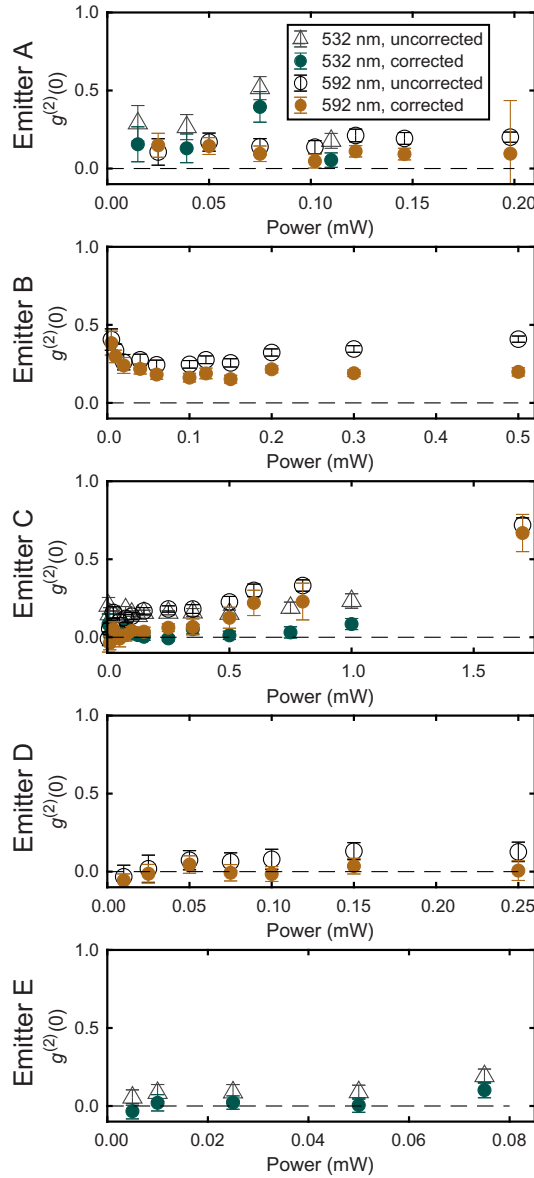 Emitter A
g⁽²⁾(0)
1.0
0.5
0.0
532 nm, uncorrected
532 nm, corrected
592 nm, uncorrected
592 nm, corrected
0.00 0.05 0.10 0.15 0.20
Power (mW)
Emitter B
g⁽²⁾(0)
1.0
0.5
0.0
0.0 0.1 0.2 0.3 0.4 0.5
Power (mW)
Emitter C
g⁽²⁾(0)
1.0
0.5
0.0
0.0 0.5 1.0 1.5
Power (mW)
Emitter D
g⁽²⁾(0)
1.0
0.5
0.0
0.00 0.05 0.10 0.15 0.20 0.25
Power (mW)
Emitter E
g⁽²⁾(0)
1.0
0.5
0.0
0.00 0.02 0.04 0.06 0.08
Power (mW)